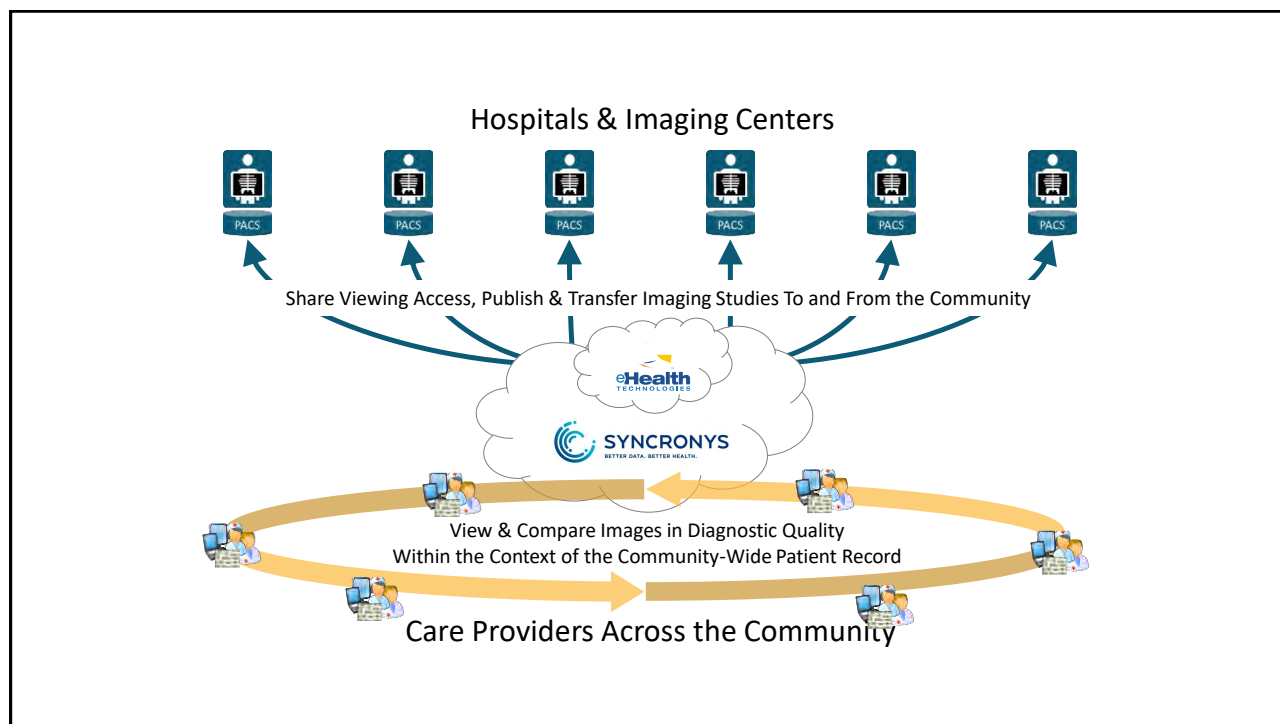 Hospitals & Imaging Centers
PACS PACS PACS PACS PACS PACS
Share Viewing Access, Publish & Transfer Imaging Studies To and From the Community
eHealth
TECHNOLOGIES
SYNCRONYS
BETTER DATA. BETTER HEALTH.
View & Compare Images in Diagnostic Quality
Within the Context of the Community-Wide Patient Record
Care Providers Across the Community